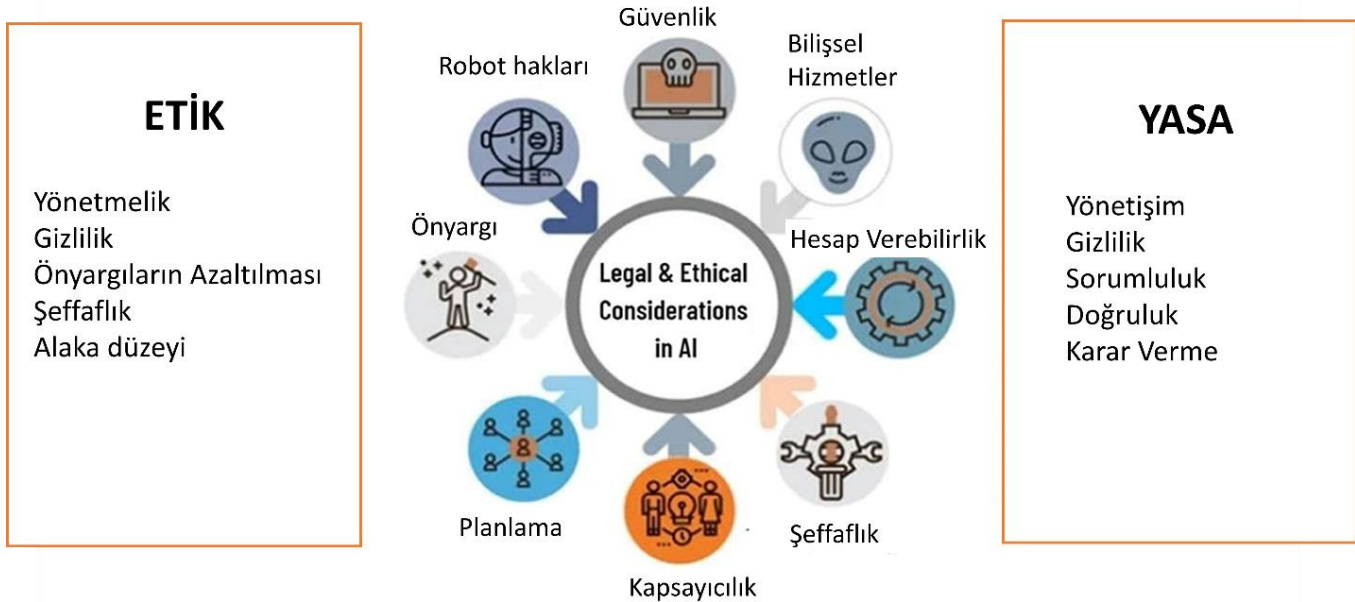 ETİK
Yönetmelik
Gizlilik
Önyargıların Azaltılması
Şeffaflık
Alaka düzeyi
Güvenlik
Robot hakları
Bilişsel
Hizmetler
Önyargı
Hesap Verebilirlik
Legal & Ethical
Considerations
in AI
Planlama
Şeffaflık
Kapsayıcılık
YASA
Yönetişim
Gizlilik
Sorumluluk
Doğruluk
Karar Verme